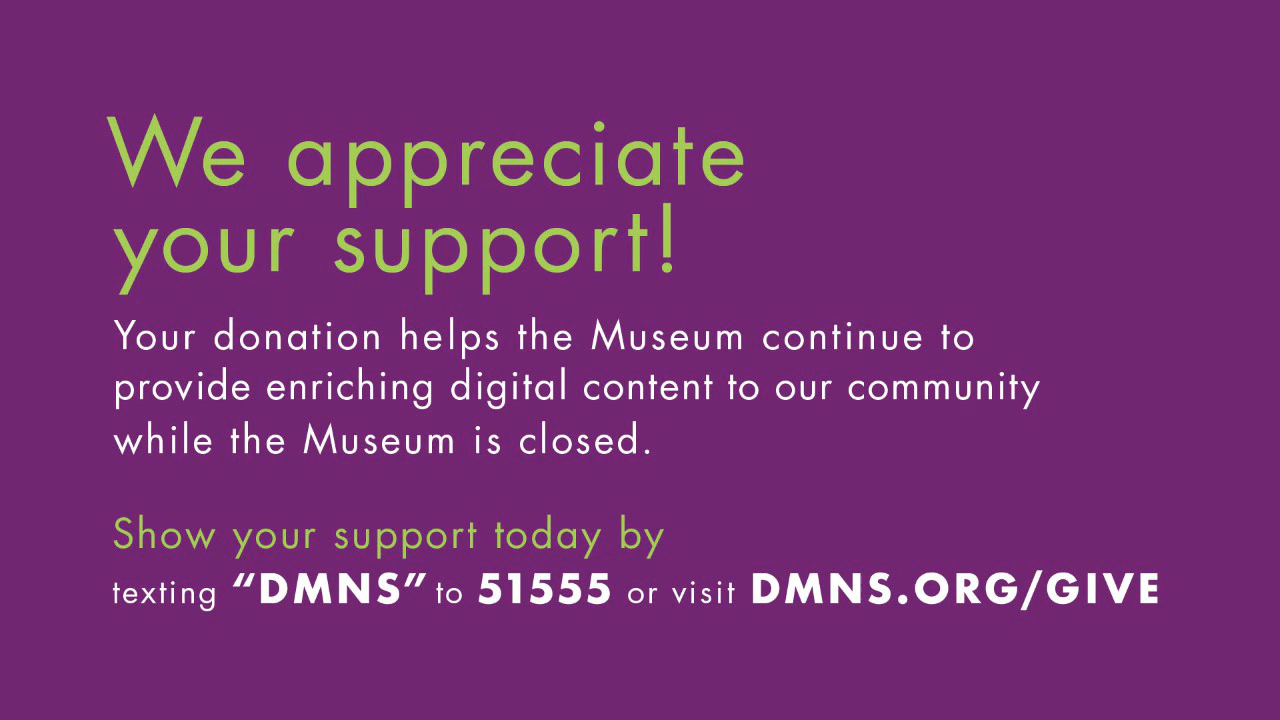 We appreciate
your support!
Your donation helps the Museum continue to
provide enriching digital content to our community
while the Museum is closed.
Show your support today by
texting “DMNS” to 51555 or visit DMNS.ORG/GIVE